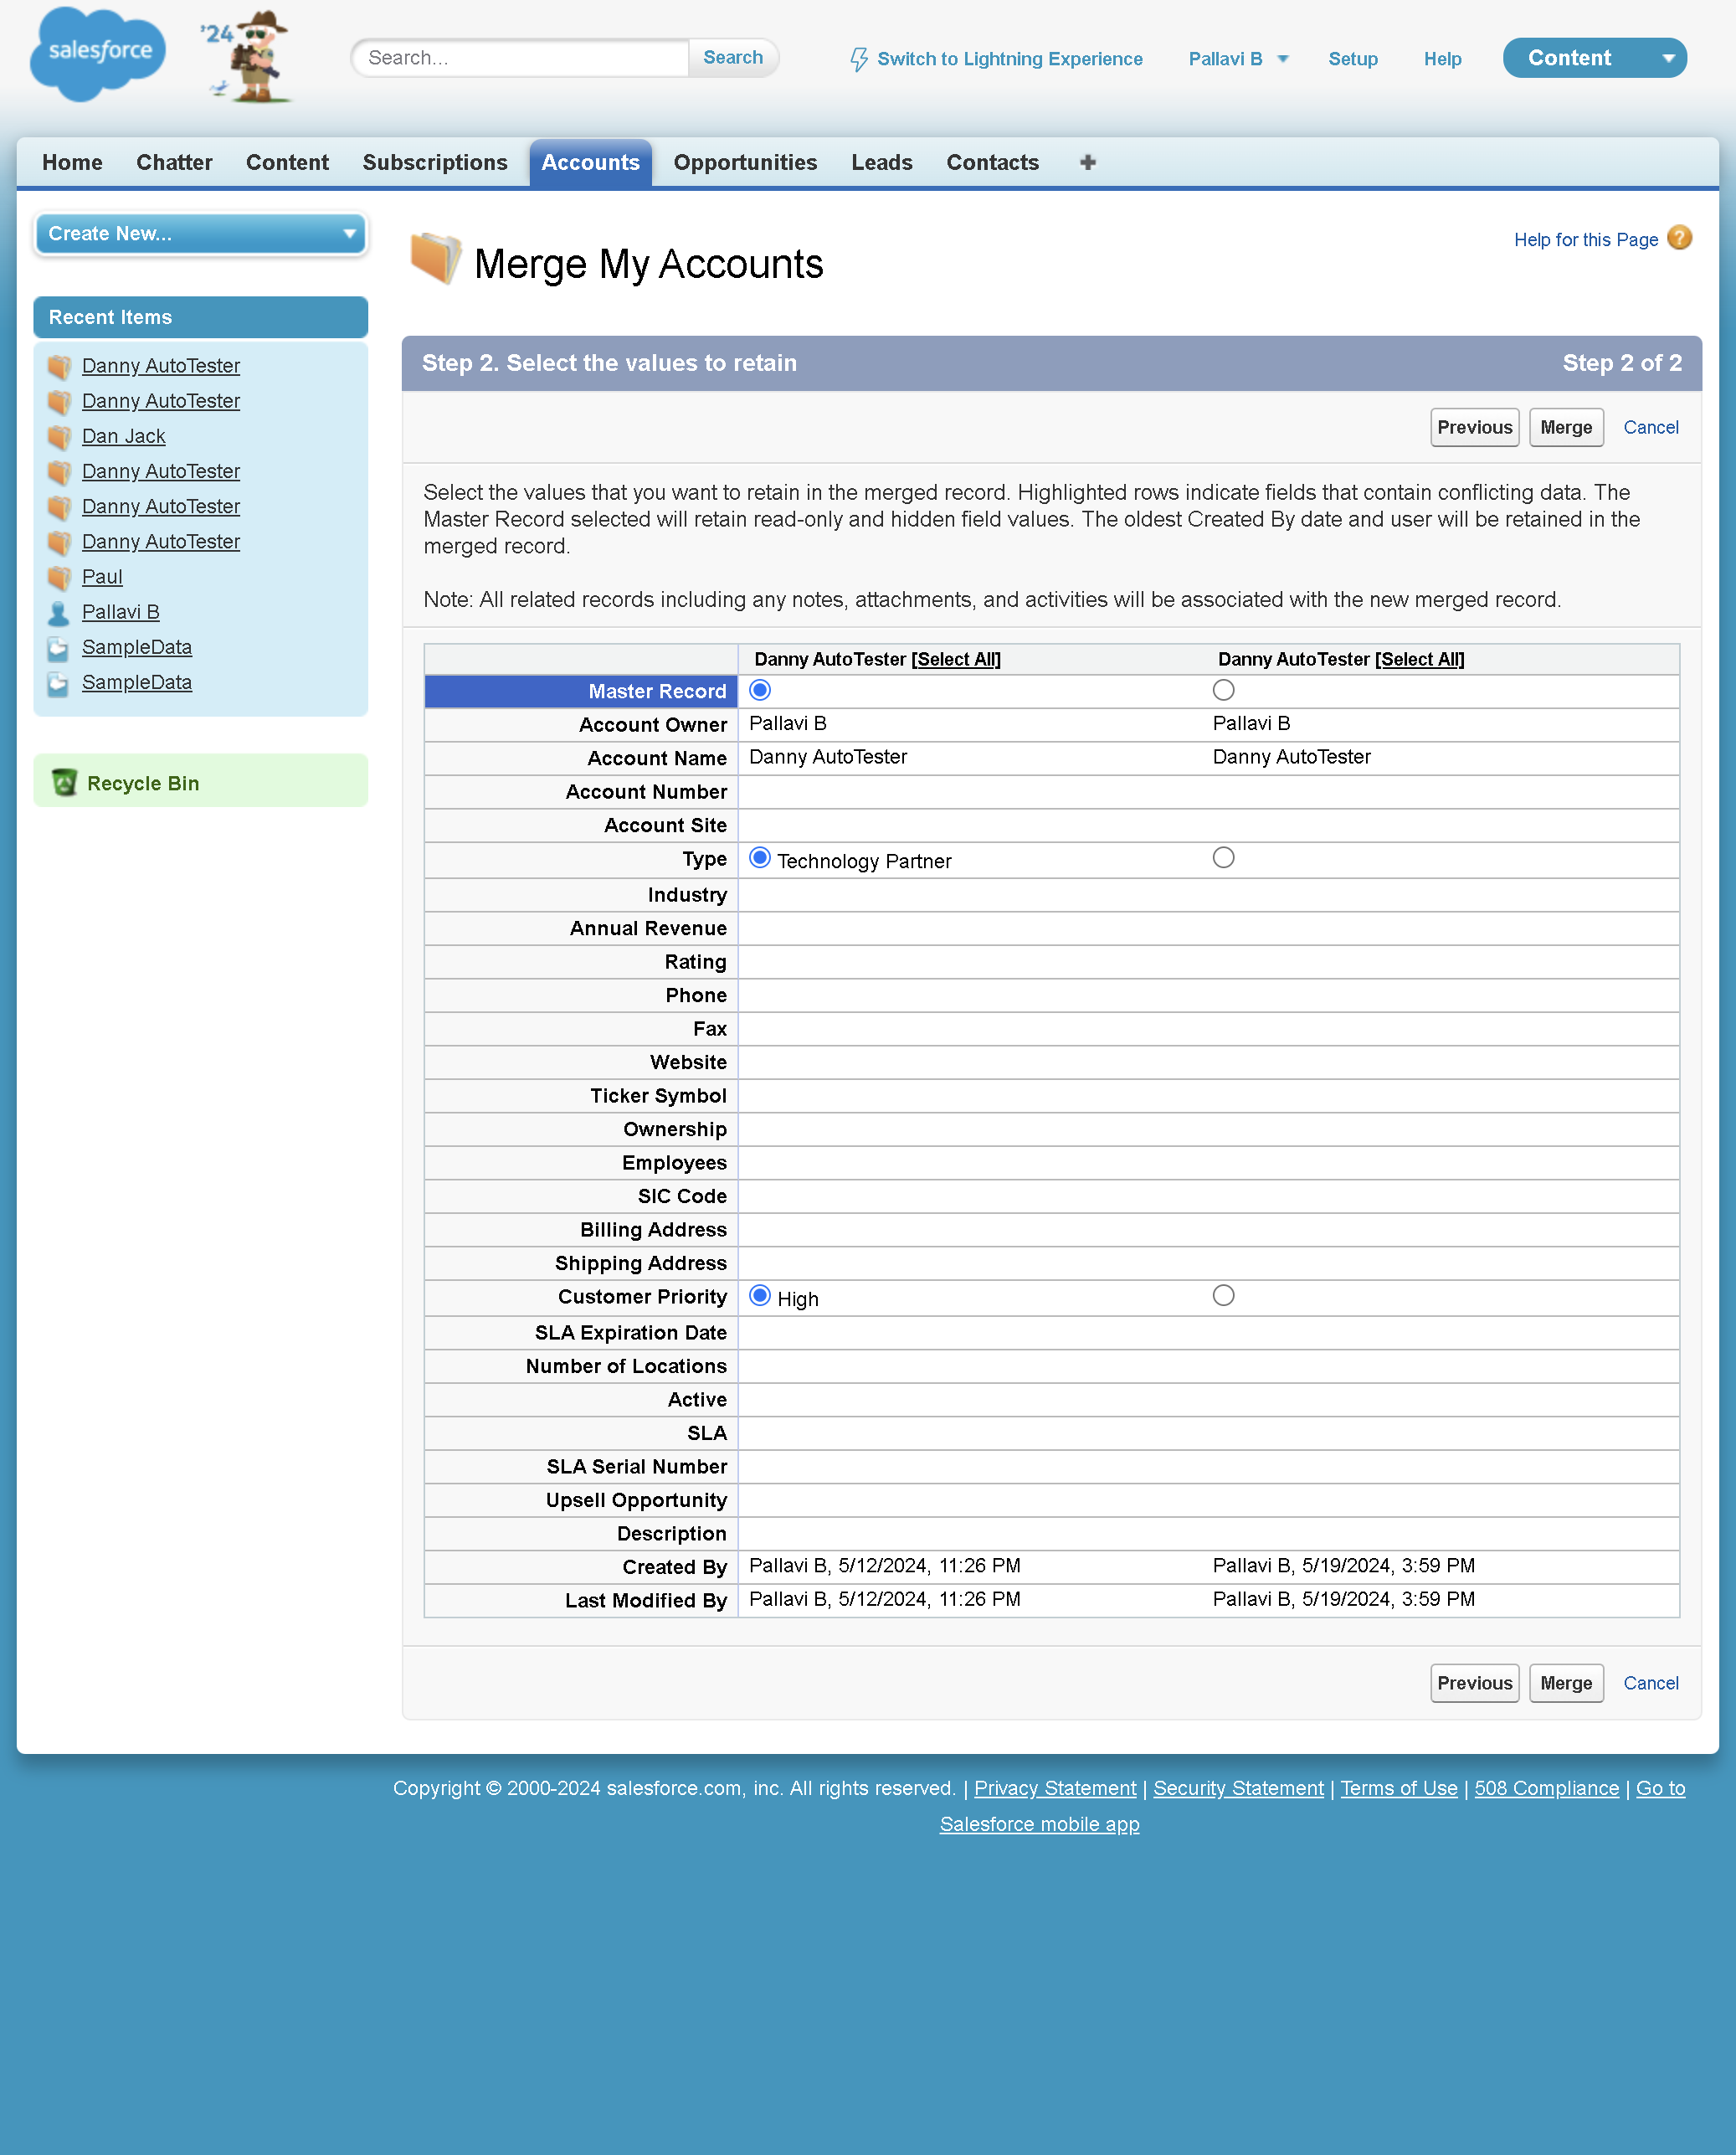 salesforce
'24
Search...
Search
Switch to Lightning Experience
Pallavi B
Setup
Help
Content
Home
Chatter
Content
Subscriptions
Accounts
Opportunities
Leads
Contacts
Create New...
Recent Items
Danny AutoTester
Danny AutoTester
Dan Jack
Danny AutoTester
Danny AutoTester
Danny AutoTester
Paul
Pallavi B
SampleData
SampleData
Recycle Bin
Merge My Accounts
Help for this Page ?
Step 2. Select the values to retain
Step 2 of 2
Previous
Merge
Cancel
Select the values that you want to retain in the merged record. Highlighted rows indicate fields that contain conflicting data. The
Master Record selected will retain read-only and hidden field values. The oldest Created By date and user will be retained in the
merged record.
Note: All related records including any notes, attachments, and activities will be associated with the new merged record.
Danny AutoTester [Select All] Danny AutoTester [Select All]
Master Record
Account Owner Pallavi B Pallavi B
Account Name Danny AutoTester Danny AutoTester
Account Number
Account Site
Type Technology Partner
Industry
Annual Revenue
Rating
Phone
Fax
Website
Ticker Symbol
Ownership
Employees
SIC Code
Billing Address
Shipping Address
Customer Priority High
SLA Expiration Date
Number of Locations
Active
SLA
SLA Serial Number
Upsell Opportunity
Description
Created By Pallavi B, 5/12/2024, 11:26 PM Pallavi B, 5/19/2024, 3:59 PM
Last Modified By Pallavi B, 5/12/2024, 11:26 PM Pallavi B, 5/19/2024, 3:59 PM
Previous
Merge
Cancel
Copyright © 2000-2024 salesforce.com, inc. All rights reserved. | Privacy Statement | Security Statement | Terms of Use | 508 Compliance | Go to
Salesforce mobile app